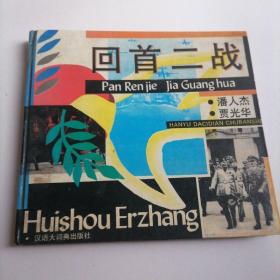 回首二战
Pan Ren jie Jia Guang hua
• 潘人杰
• 贾光华
HANYU DACIDIAN CHUBANSHE
Huishou Erzhang
• 汉语大词典出版社